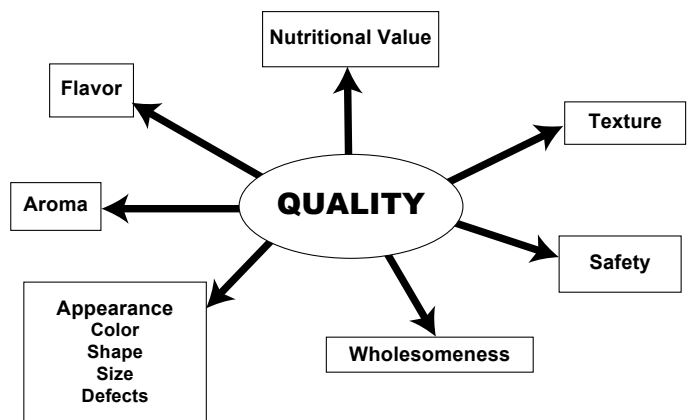 Nutritional Value
Flavor
Texture
Aroma
QUALITY
Safety
Appearance
Color
Shape
Size
Defects
Wholesomeness